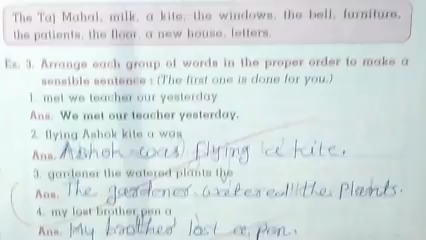 The Taj Mahal, milk, a kite, the windows, the bell, furniture,
the patients, the floor, a new house, letters.
Ex. 3. Arrange each group of words in the proper order to make a
sensible sentence : (The first one is done for you.)
1. met we teacher our yesterday
Ans. We met our teacher yesterday.
2. flying Ashok kite a was
Ans. Ashok was flying a kite.
3. gardener the watered plants the
Ans. The gardener watered the plants.
4. my lost brother pen a
Ans. My brother lost a pen.